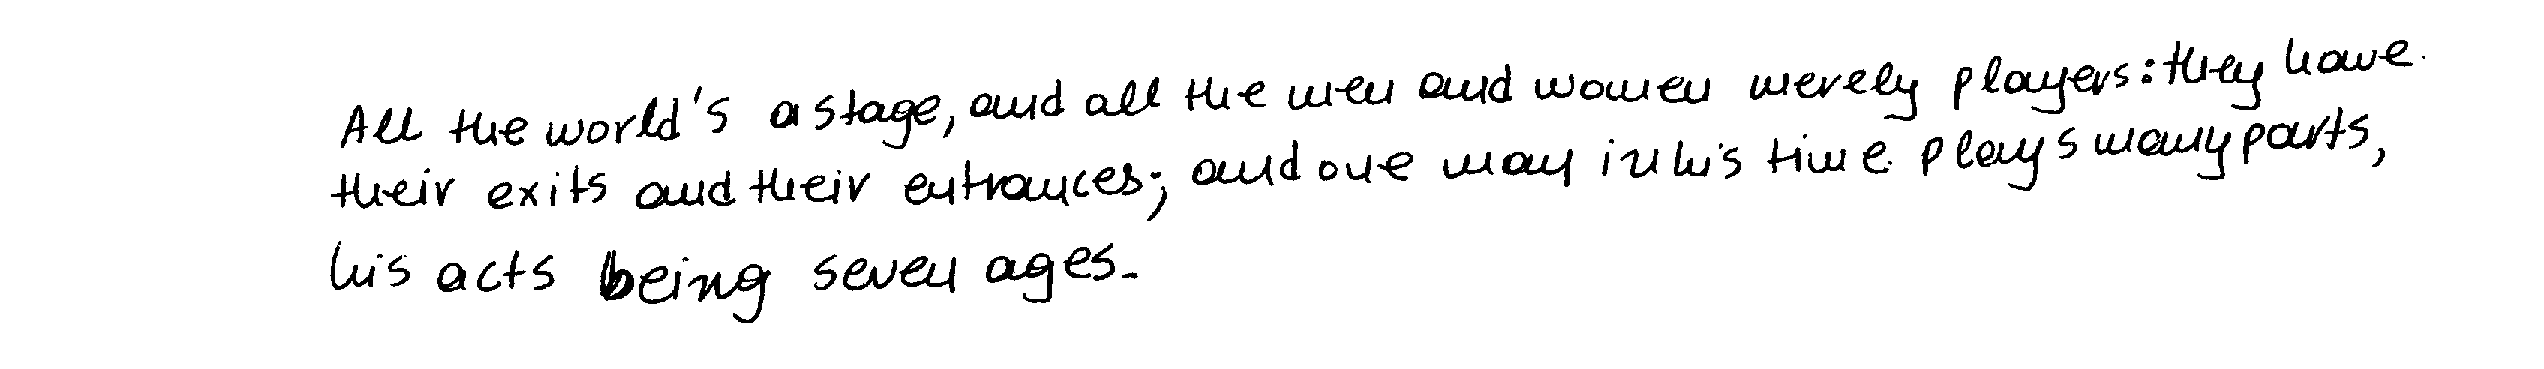 All the world's a stage, and all the men and women merely players: they have
their exits and their entrances; and one man in his time plays many parts,
his acts being seven ages.